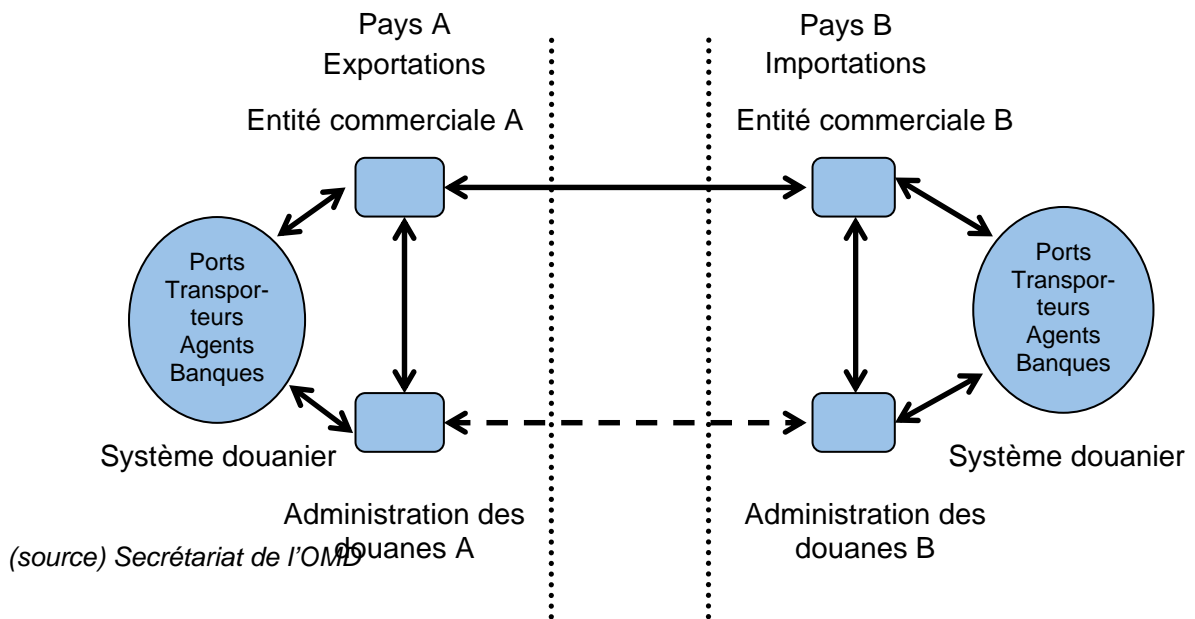 Pays A
Exportations
Pays B
Importations
Entité commerciale A
Entité commerciale B
Ports
Transpor-
teurs
Agents
Banques
Ports
Transpor-
teurs
Agents
Banques
Système douanier
Système douanier
Administration des
douanes A
Administration des
douanes B
(source) Secrétariat de l’OMD